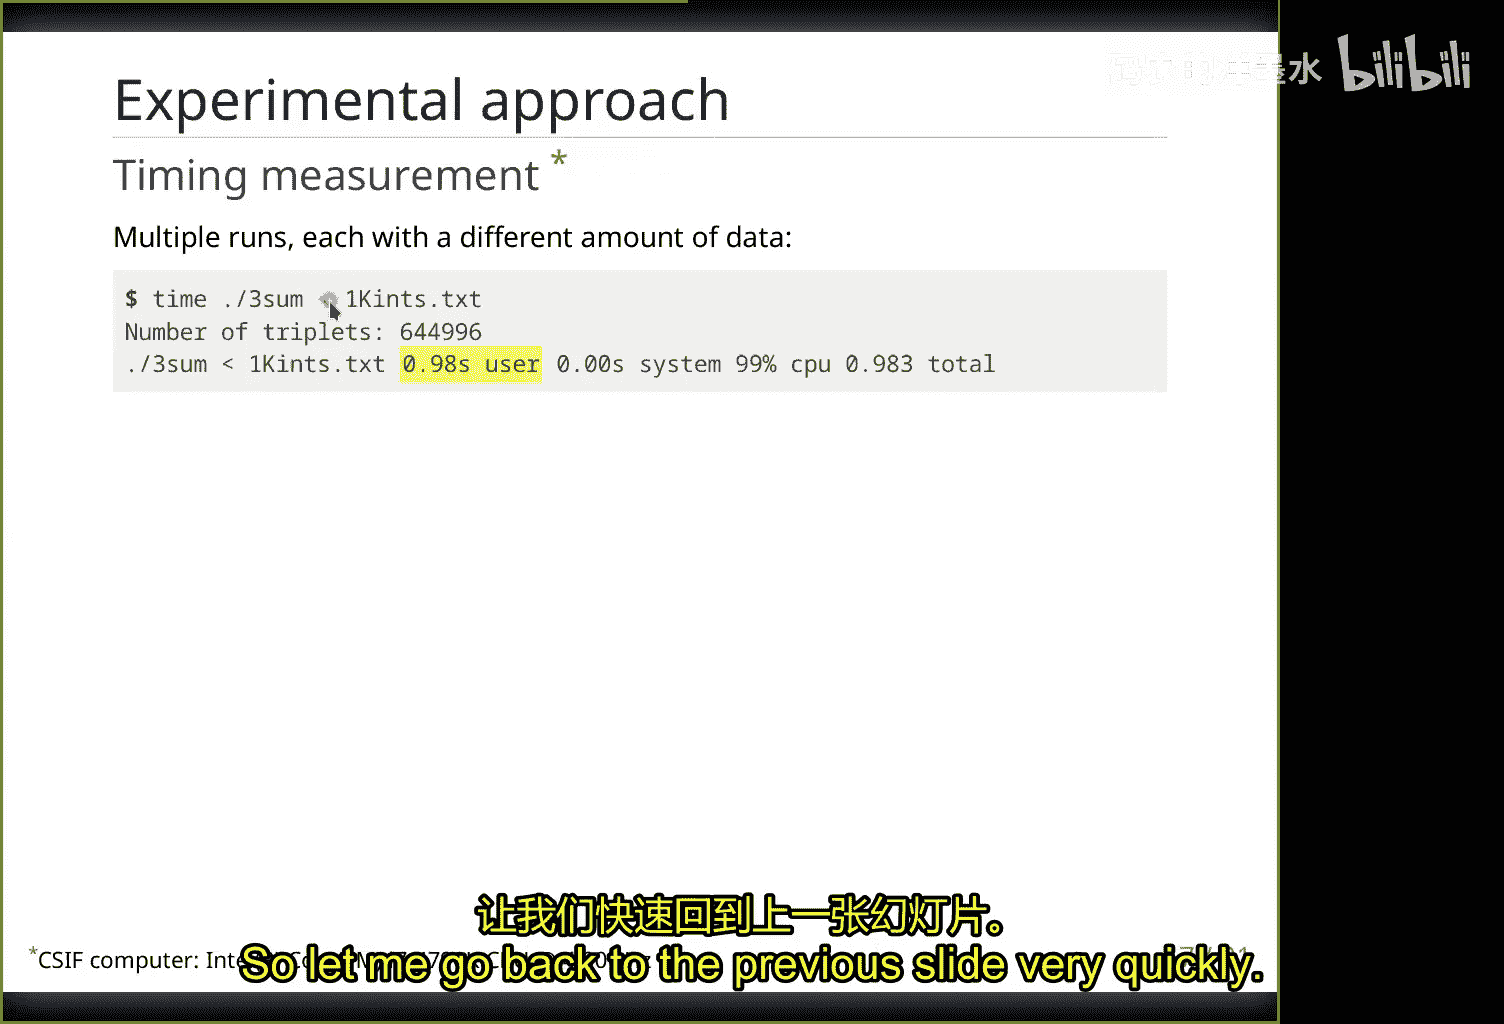 水 bilibili
Experimental approach
Timing measurement *
Multiple runs, each with a different amount of data:
$ time ./3sum 1Kints.txt
Number of triplets: 644996
./3sum < 1Kints.txt 0.98s user 0.00s system 99% cpu 0.983 total
让我们快速回到上一张幻灯片。
*CSIF computer:
So let me go back to the previous slide very quickly.